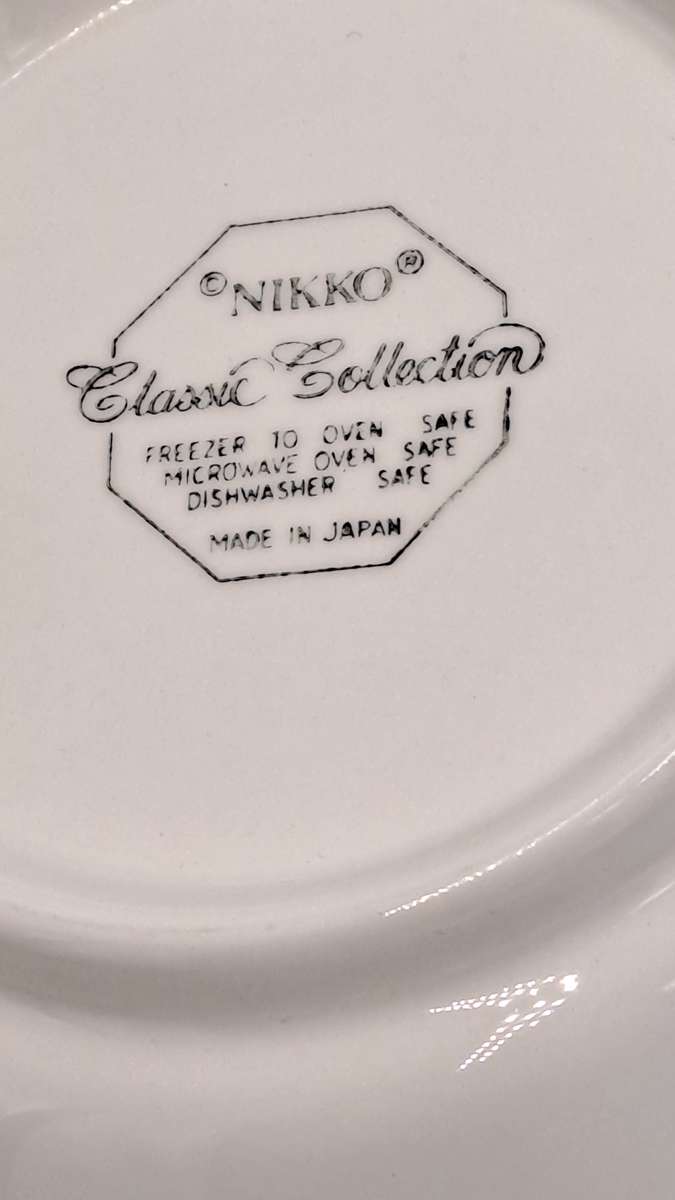 ©NIKKO®
Classic Collection
FREEZER TO OVEN SAFE
MICROWAVE OVEN SAFE
DISHWASHER SAFE
MADE IN JAPAN